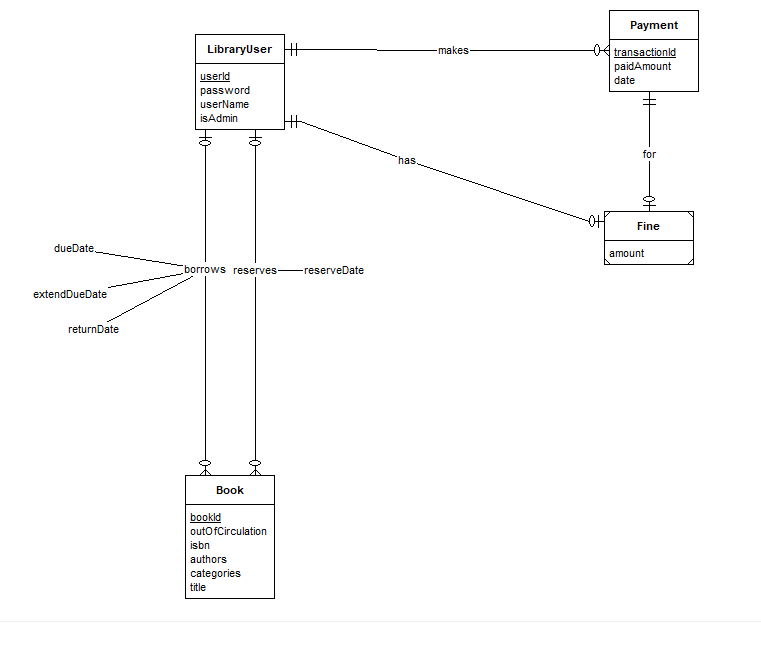 Payment
transactionId
paidAmount
date
LibraryUser
userId
password
userName
isAdmin
makes
for
has
Fine
amount
dueDate
extendDueDate
returnDate
borrows
reserves
reserveDate
Book
bookId
outOfCirculation
isbn
authors
categories
title